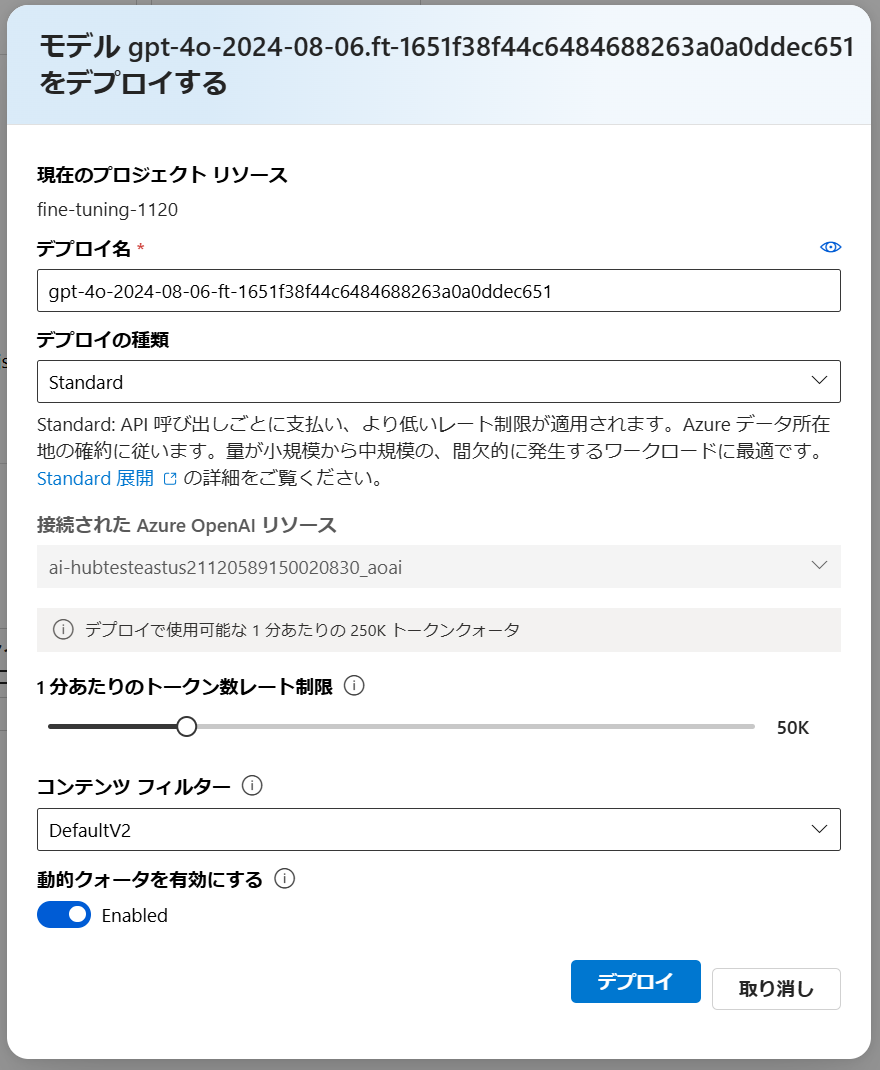 モデル gpt-4o-2024-08-06.ft-1651f38f44c6484688263a0a0ddec651
をデプロイする
現在のプロジェクト リソース
fine-tuning-1120
デプロイ名 *
gpt-4o-2024-08-06-ft-1651f38f44c6484688263a0a0ddec651
デプロイの種類
Standard
Standard: API 呼び出しごとに支払い、より低いレート制限が適用されます。Azure データ所在
地の確約に従います。量が小規模から中規模の、間欠的に発生するワークロードに最適です。
Standard 展開 の詳細をご覧ください。
接続された Azure OpenAI リソース
ai-hubtesteastus21120589150020830_aoai
デプロイで使用可能な 1 分あたりの 250K トークンクォータ
1 分あたりのトークン数レート制限
50K
コンテンツ フィルター
DefaultV2
動的クォータを有効にする
Enabled
デプロイ
取り消し